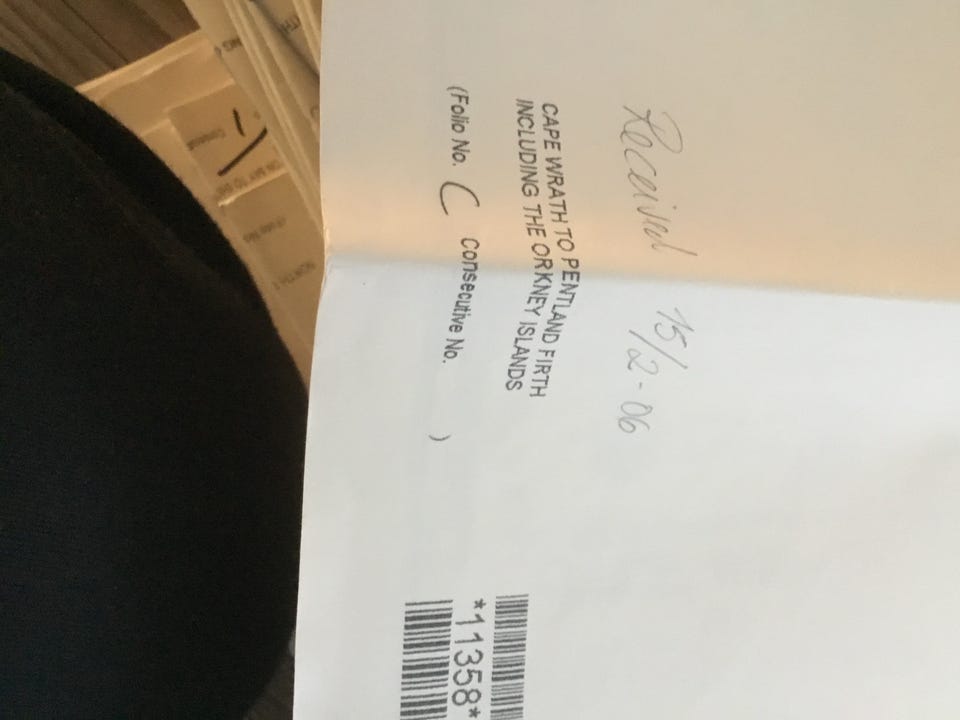 Received 15/2-06
CAPE WRATH TO PENTLAND FIRTH
INCLUDING THE ORKNEY ISLANDS
(Folio No. C Consecutive No. )
*11358*